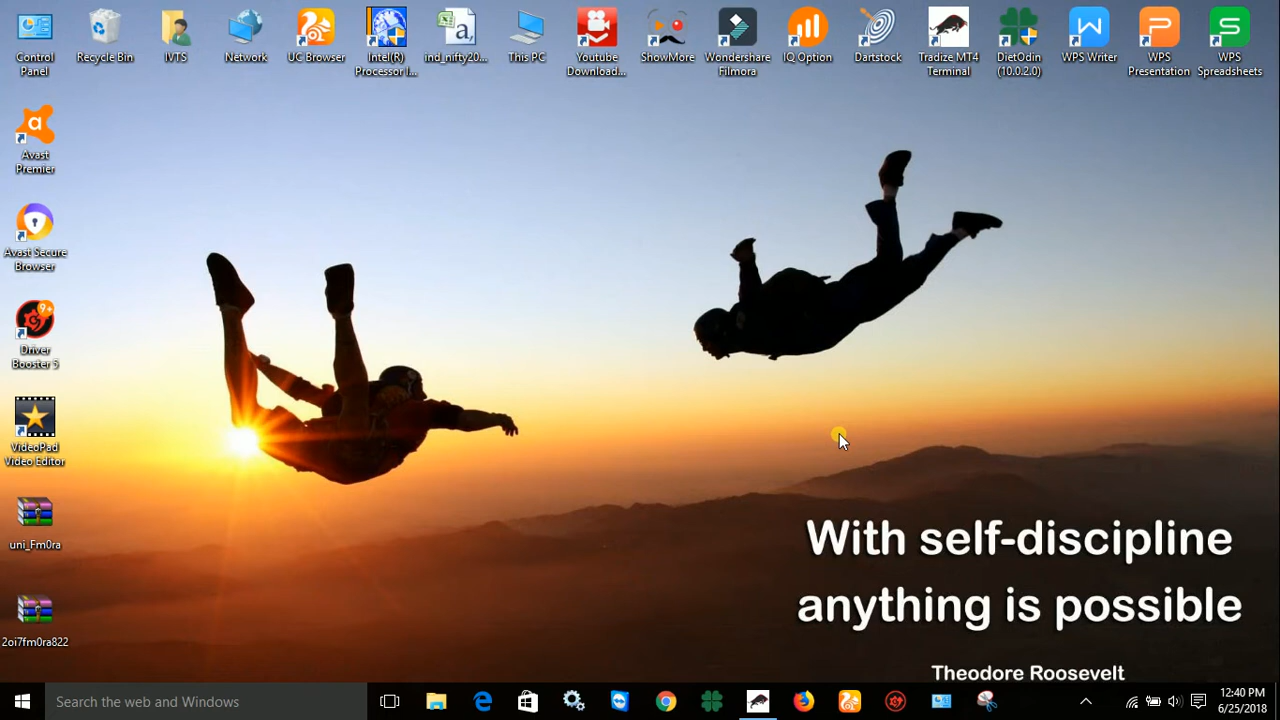 Control
Panel
Recycle Bin
IVTS
Network
UC Browser
Intel(R)
Processor I...
ind_nifty20...
This PC
Youtube
Download...
ShowMore
Wondershare
Filmora
IQ Option
Dartstock
Tradize MT4
Terminal
DietOdin
(10.0.2.0)
WPS Writer
WPS
Presentation
WPS
Spreadsheets
Avast
Premier
Avast Secure
Browser
9+
Driver
Booster 5
VideoPad
Video Editor
uni_Fm0ra
2oi7fm0ra822
With self-discipline
anything is possible
Theodore Roosevelt
Search the web and Windows
12:40 PM
6/25/2018